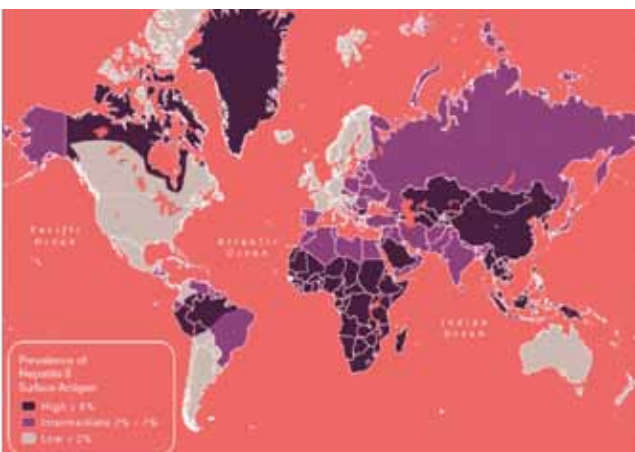 Pacific
Ocean
Atlantic
Ocean
Indian
Ocean
Prevalence of
Hepatitis B
Surface Antigen
High ≥ 8%
Intermediate 2% - 7%
Low < 2%